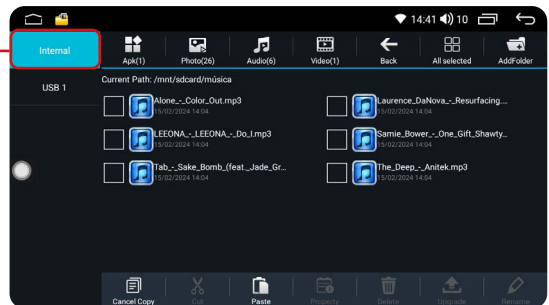 14:41 10
Internal
USB 1
Apk(1) Photo(26) Audio(6) Video(1) Back All selected AddFolder
Current Path: /mnt/sdcard/música
Alone_-_Color_Out.mp3
15/02/2024 14:04
Laurence_DaNova_-_Resurfacing....
15/02/2024 14:04
LEEONA_-_LEEONA_-_Do_I.mp3
15/02/2024 14:04
Samie_Bower_-_One_Gift_Shawty_...
15/02/2024 14:04
Tab_-_Sake_Bomb_(feat._Jade_Gr...
15/02/2024 14:04
The_Deep_-_Anitek.mp3
15/02/2024 14:04
Cancel Copy Cut Paste Property Delete Upgrade Rename